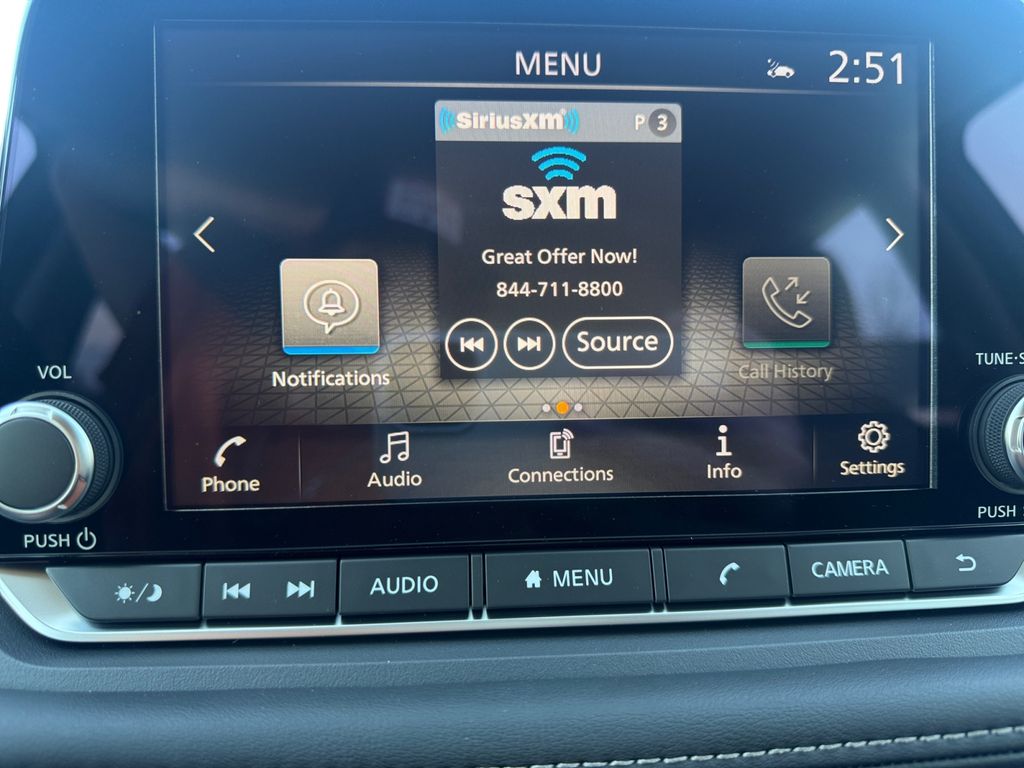 MENU
2:51
SiriusXM
P 3
sxm
Great Offer Now!
844-711-8800
Source
Notifications
Call History
VOL
TUNE·S
Phone
Audio
Connections
Info
Settings
PUSH
PUSH
AUDIO
MENU
CAMERA